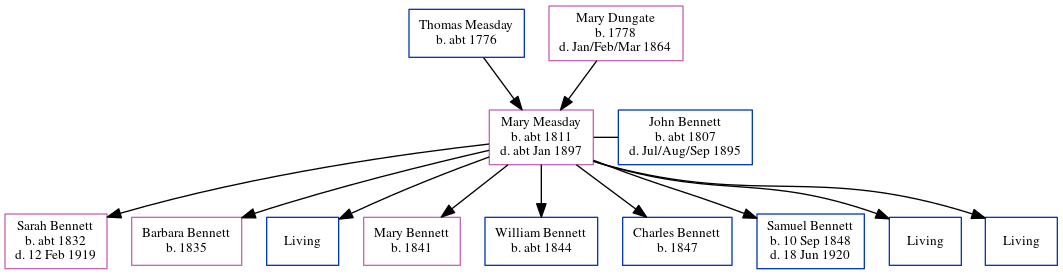 Thomas Measday
b. abt 1776
Mary Dungate
b. 1778
d. Jan/Feb/Mar 1864
Mary Measday
b. abt 1811
d. abt Jan 1897
John Bennett
b. abt 1807
d. Jul/Aug/Sep 1895
Sarah Bennett
b. abt 1832
d. 12 Feb 1919
Barbara Bennett
b. 1835
Living
Mary Bennett
b. 1841
William Bennett
b. abt 1844
Charles Bennett
b. 1847
Samuel Bennett
b. 10 Sep 1848
d. 18 Jun 1920
Living
Living